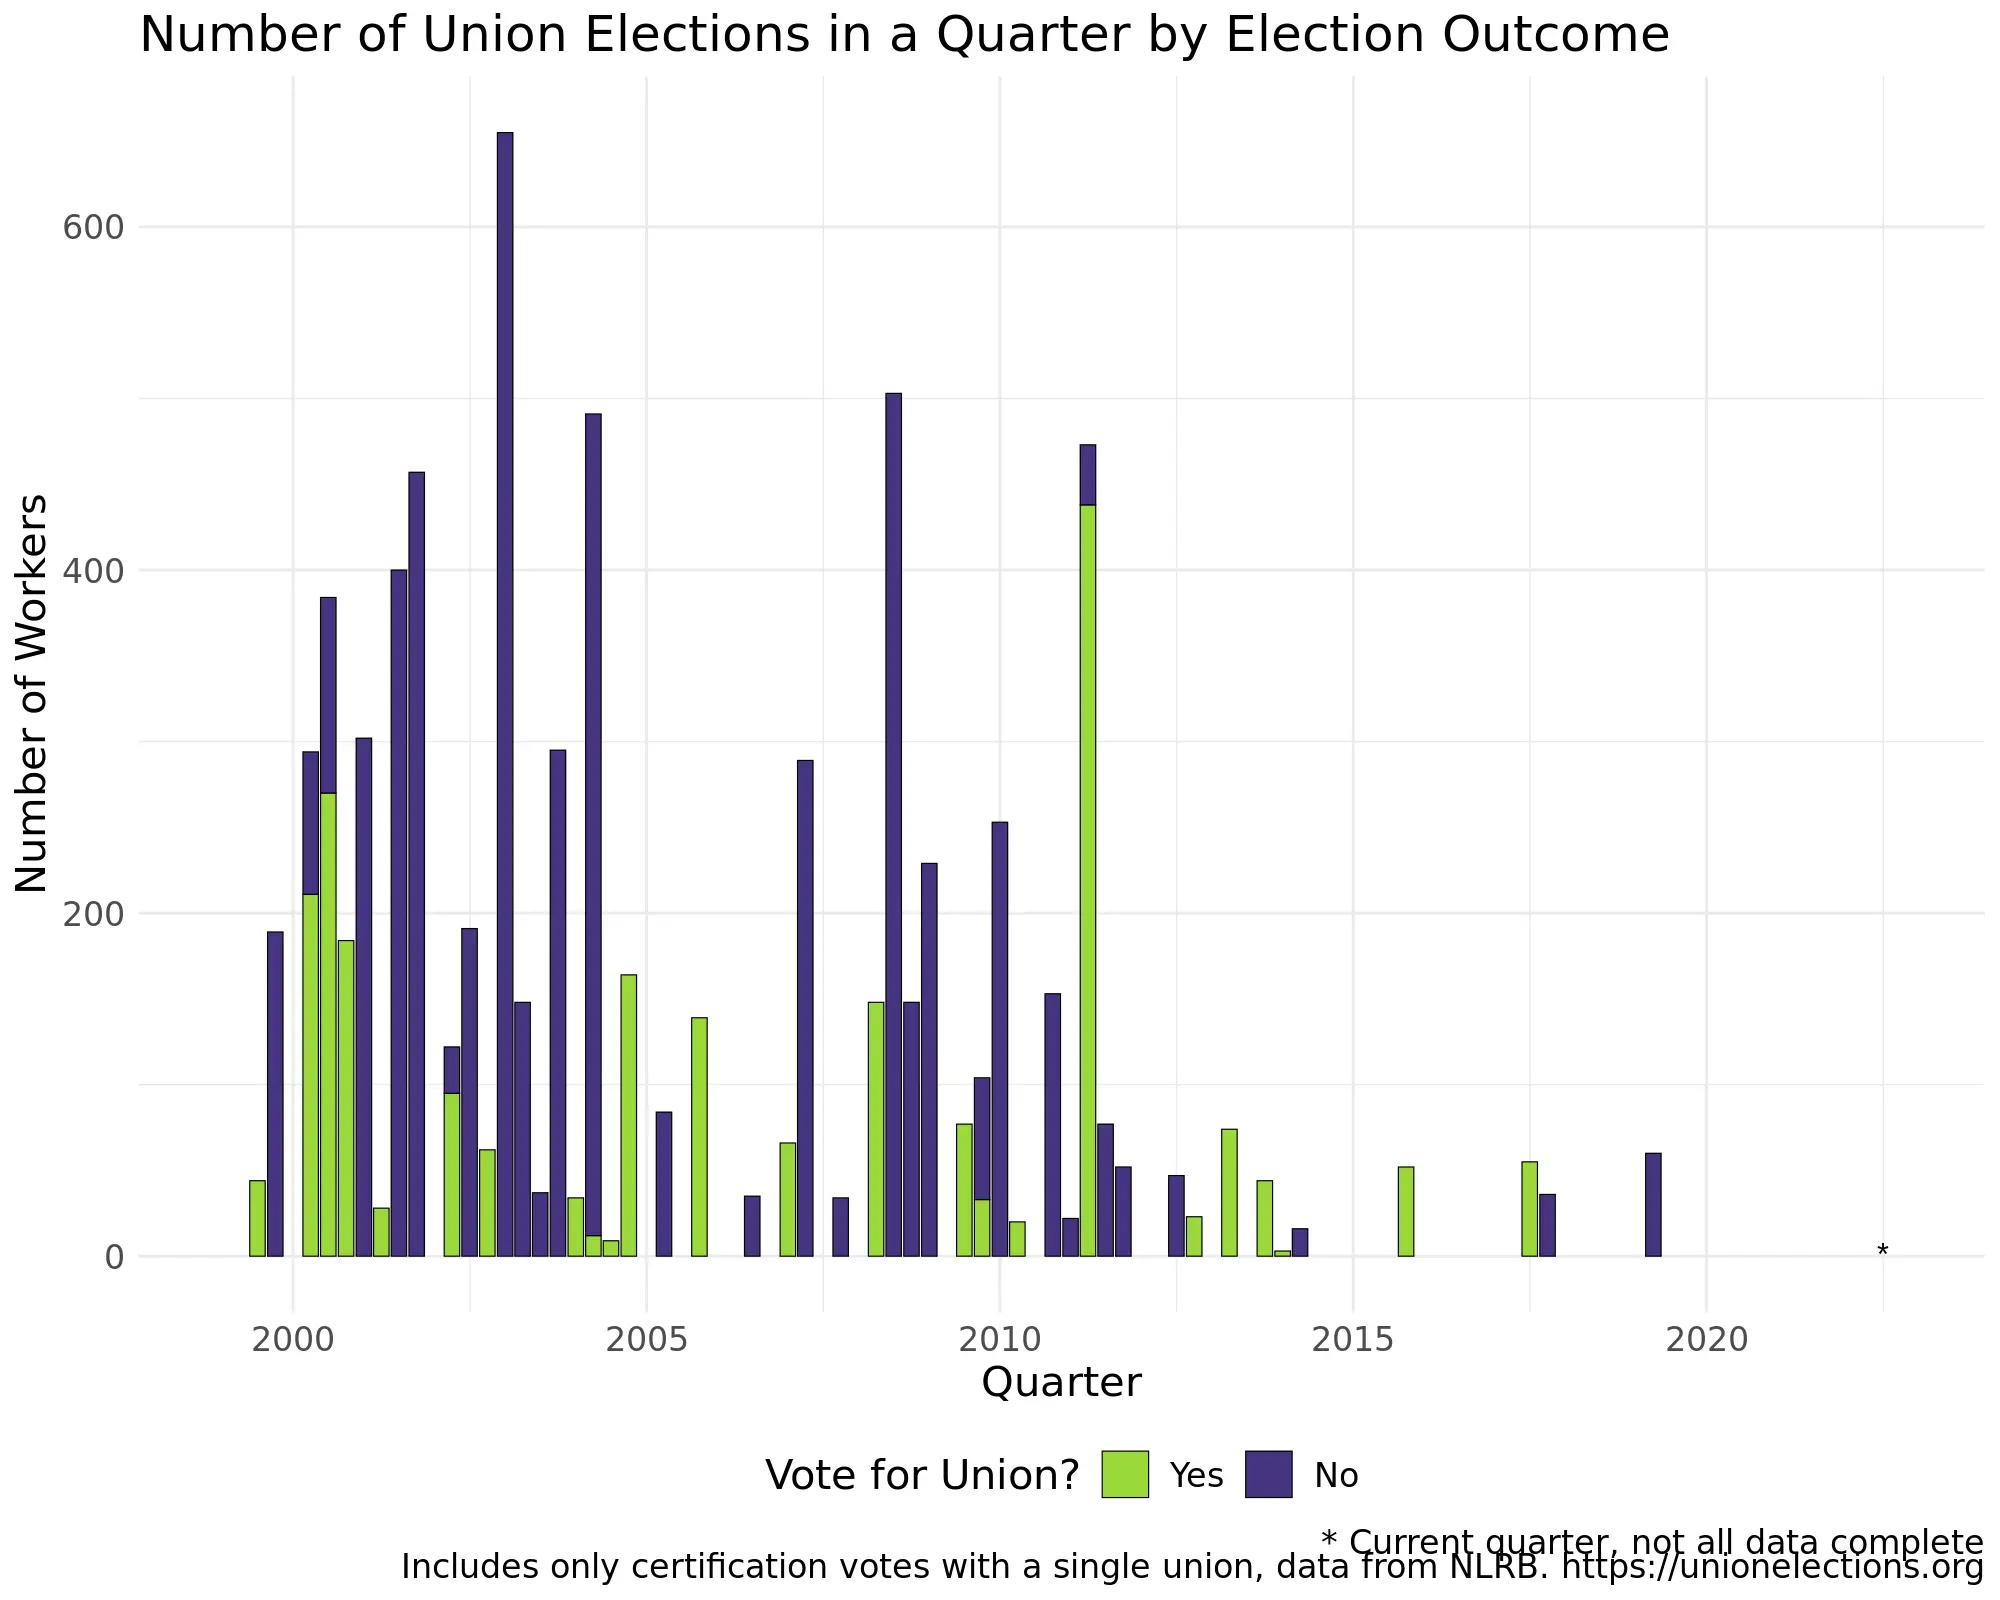 Number of Union Elections in a Quarter by Election Outcome
Number of Workers
600
400
200
0
*
2000 2005 2010 2015 2020
Quarter
Vote for Union? Yes No
* Current quarter, not all data complete
Includes only certification votes with a single union, data from NLRB. https://unionelections.org